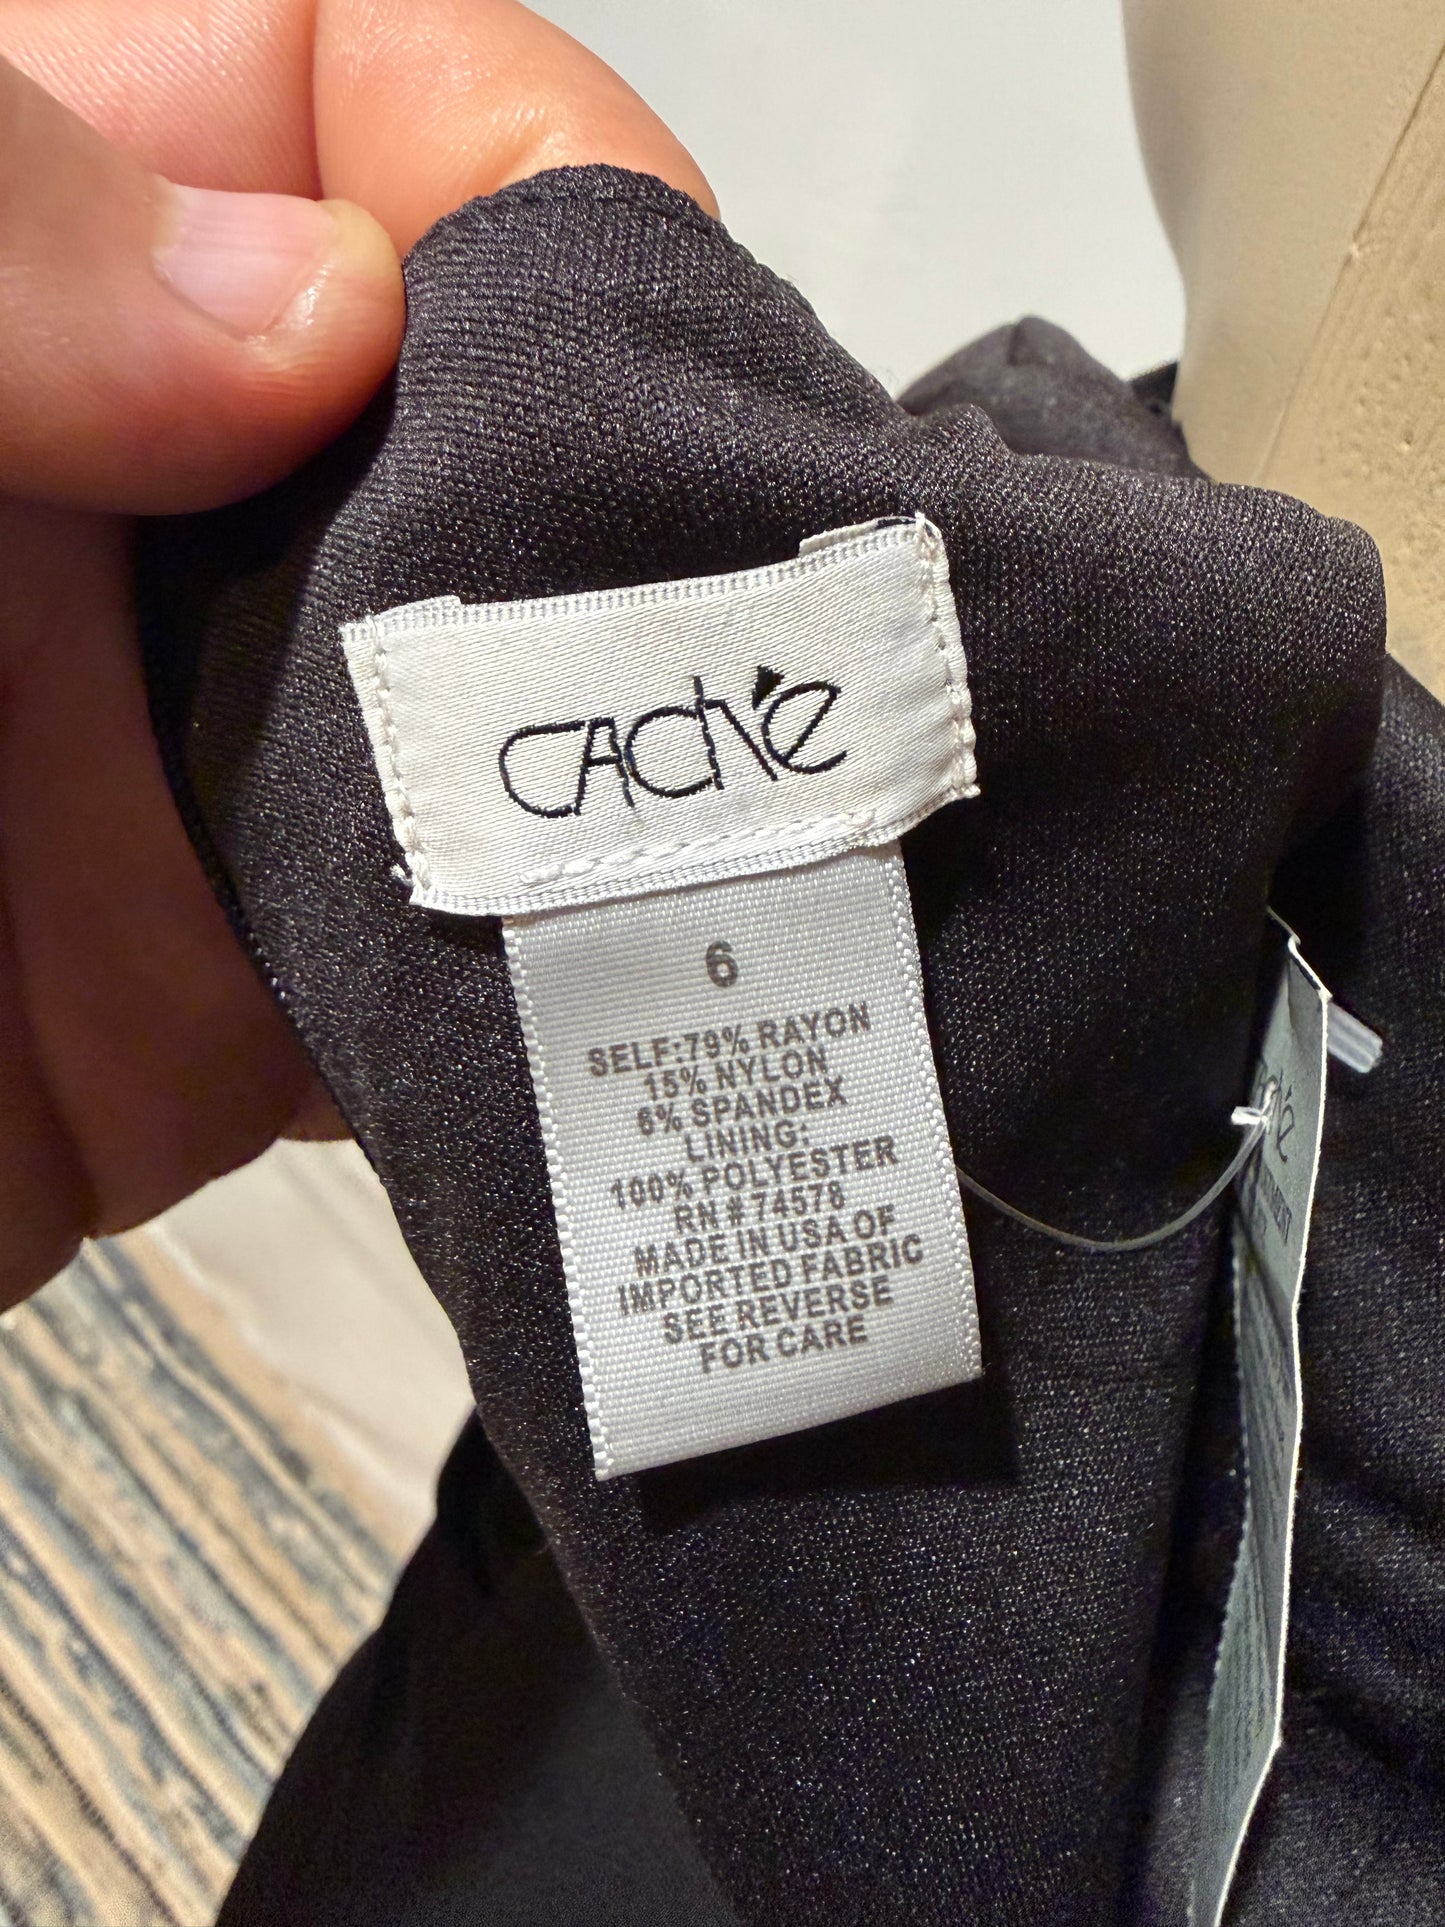 CACHÉ
6
SELF:79% RAYON
15% NYLON
6% SPANDEX
LINING:
100% POLYESTER
RN # 74578
MADE IN USA OF
IMPORTED FABRIC
SEE REVERSE
FOR CARE